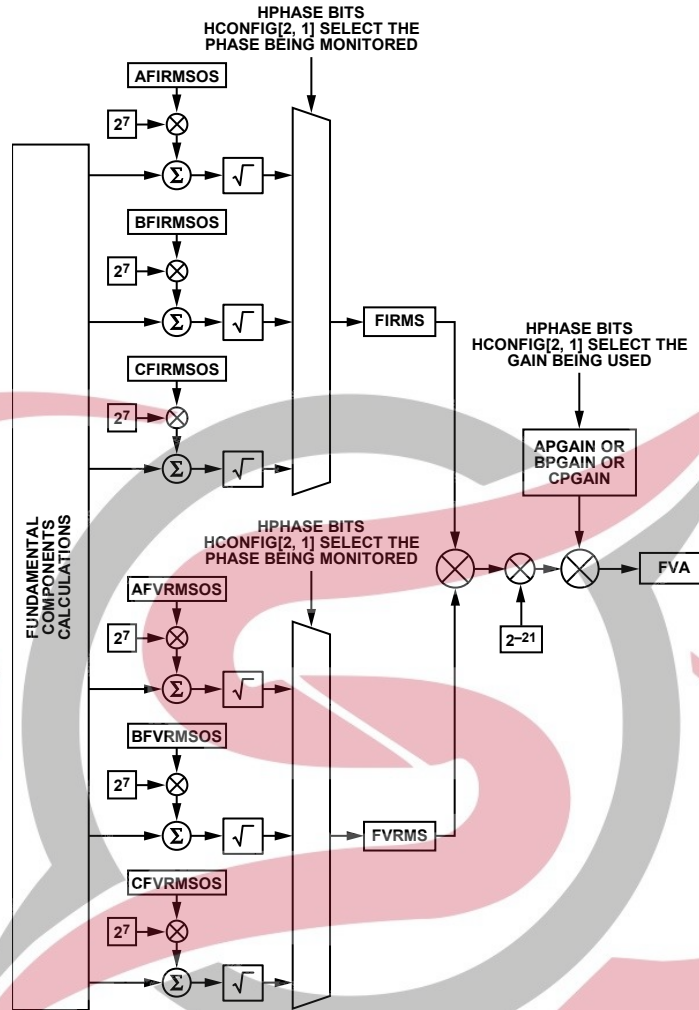 HPHASE BITS
HCONFIG[2, 1] SELECT THE
PHASE BEING MONITORED
AFIRMSOS
2⁷
Σ
√
BFIRMSOS
2⁷
Σ
√
FIRMS
HPHASE BITS
HCONFIG[2, 1] SELECT THE
GAIN BEING USED
CFIRMSOS
2⁷
Σ
√
APGAIN OR
BPGAIN OR
CPGAIN
FUNDAMENTAL
COMPONENTS
CALCULATIONS
HPHASE BITS
HCONFIG[2, 1] SELECT THE
PHASE BEING MONITORED
FVA
2⁻²¹
AFVRMSOS
2⁷
Σ
√
BFVRMSOS
2⁷
Σ
√
FVRMS
CFVRMSOS
2⁷
Σ
√